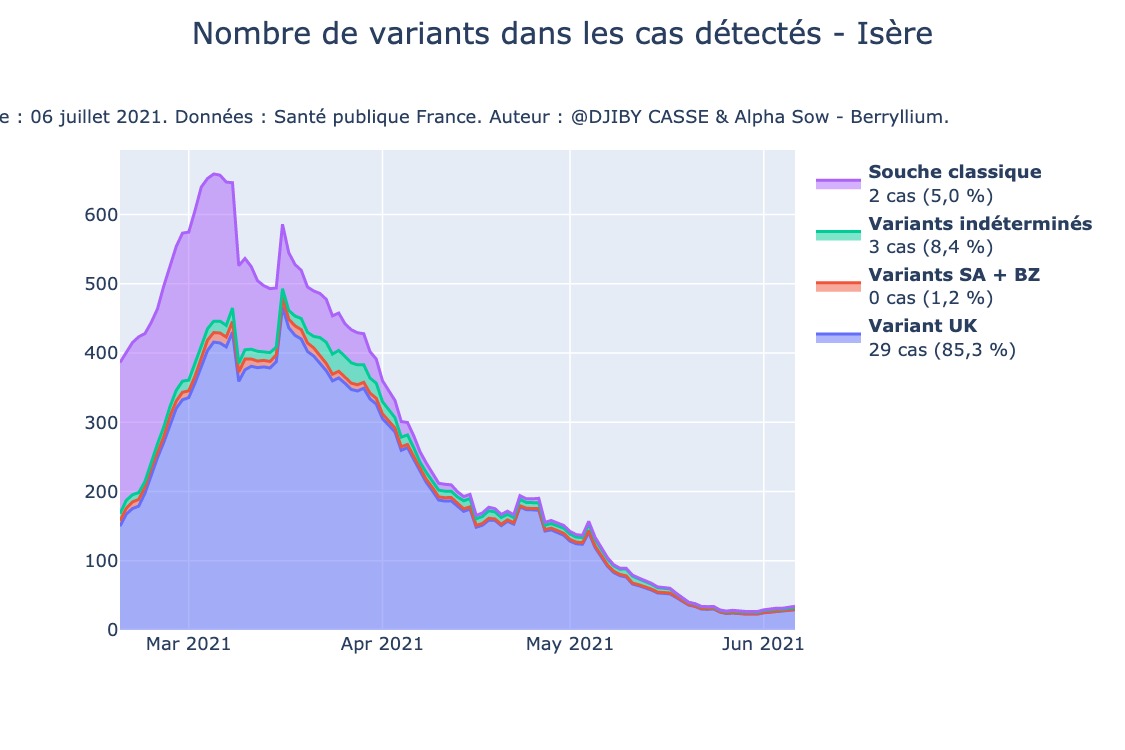 Nombre de variants dans les cas détectés - Isère
e : 06 juillet 2021. Données : Santé publique France. Auteur : @DJIBY CASSE & Alpha Sow - Berryllium.
Souche classique
2 cas (5,0 %)
Variants indéterminés
3 cas (8,4 %)
Variants SA + BZ
0 cas (1,2 %)
Variant UK
29 cas (85,3 %)
600
500
400
300
200
100
0
Mar 2021
Apr 2021
May 2021
Jun 2021